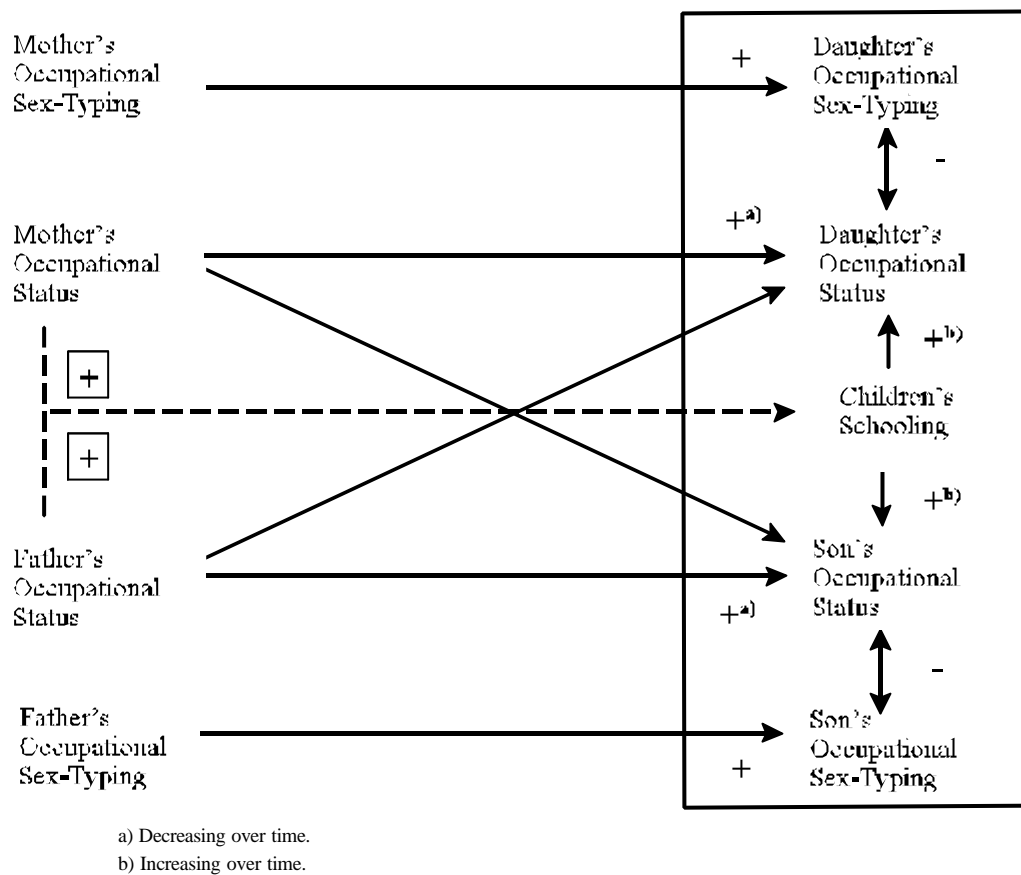 Mother's
Occupational
Sex-Typing
+
Daughter's
Occupational
Sex-Typing
-
Mother's
Occupational
Status
+a)
Daughter's
Occupational
Status
+
+b)
Children's
Schooling
+
+b)
Father's
Occupational
Status
+a)
Son's
Occupational
Status
-
Father's
Occupational
Sex-Typing
+
Son's
Occupational
Sex-Typing
a) Decreasing over time.
b) Increasing over time.